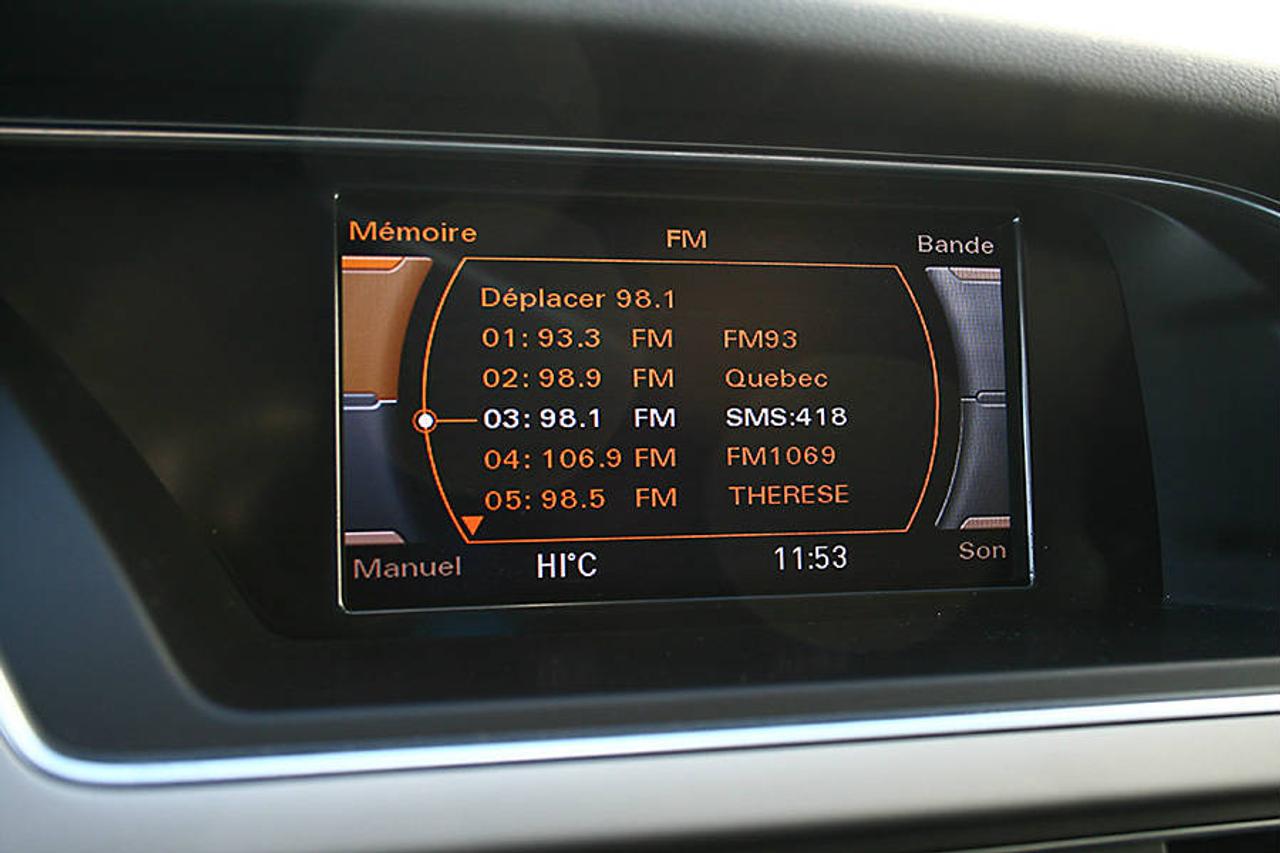 Mémoire FM Bande
Déplacer 98.1
01: 93.3 FM FM93
02: 98.9 FM Quebec
03: 98.1 FM SMS:418
04: 106.9 FM FM1069
05: 98.5 FM THERESE
Manuel HI°C 11:53 Son